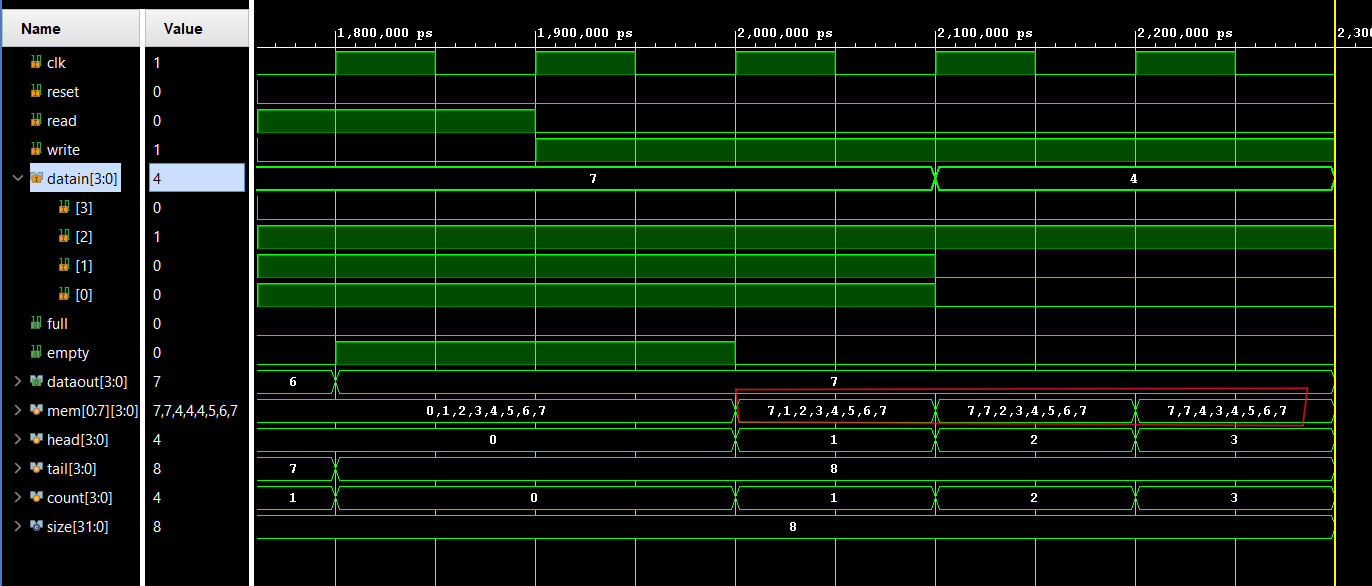 Name Value
1,800,000 ps 1,900,000 ps 2,000,000 ps 2,100,000 ps 2,200,000 ps 2,300
clk 1
reset 0
read 0
write 1
datain[3:0] 4 7 4
[3] 0
[2] 1
[1] 0
[0] 0
full 0
empty 0
dataout[3:0] 7 6 7
mem[0:7][3:0] 7,7,4,4,4,5,6,7 0,1,2,3,4,5,6,7 7,1,2,3,4,5,6,7 7,7,2,3,4,5,6,7 7,7,4,3,4,5,6,7
head[3:0] 4 0 1 2 3
tail[3:0] 8 7 8
count[3:0] 4 1 0 1 2 3
size[31:0] 8 8